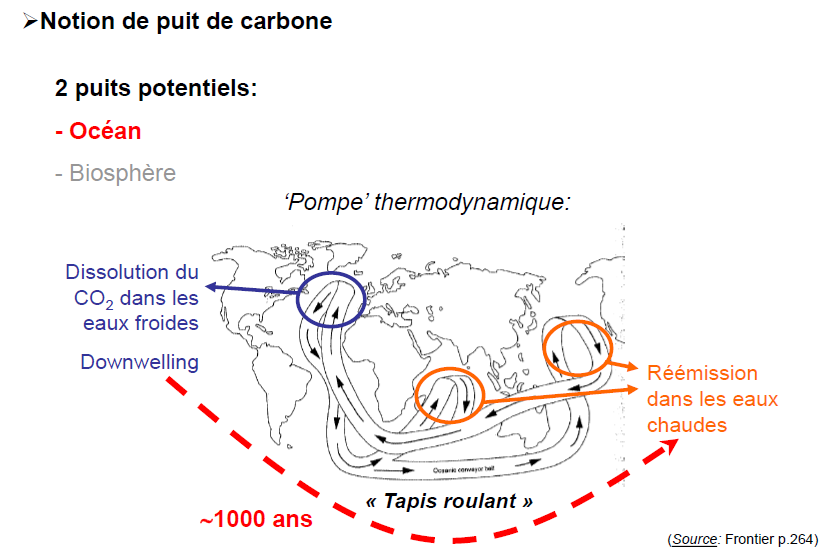 ➢Notion de puit de carbone
2 puits potentiels:
- Océan
- Biosphère
‘Pompe’ thermodynamique:
Dissolution du
CO₂ dans les
eaux froides
Downwelling
Réémission
dans les eaux
chaudes
Oceanic conveyor belt
« Tapis roulant »
~1000 ans
(Source: Frontier p.264)